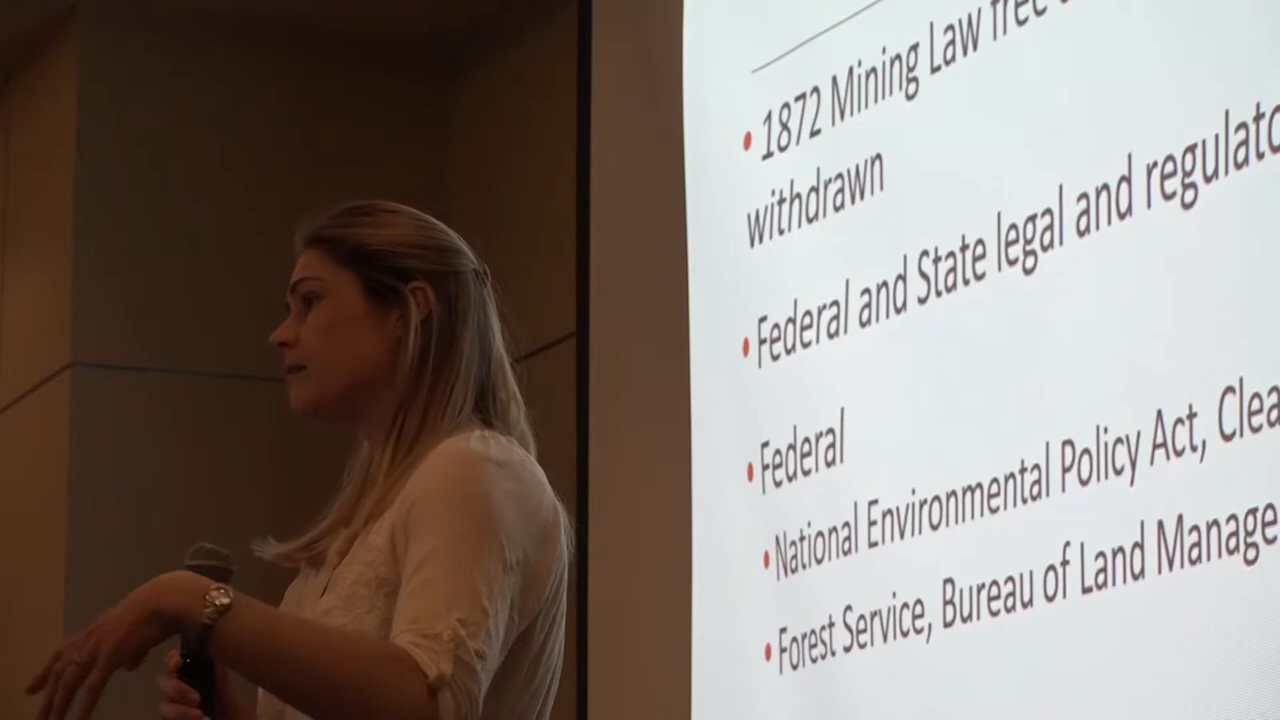 • 1872 Mining Law free
withdrawn
• Federal and State legal and regulato
• Federal
• National Environmental Policy Act, Clea
• Forest Service, Bureau of Land Manage